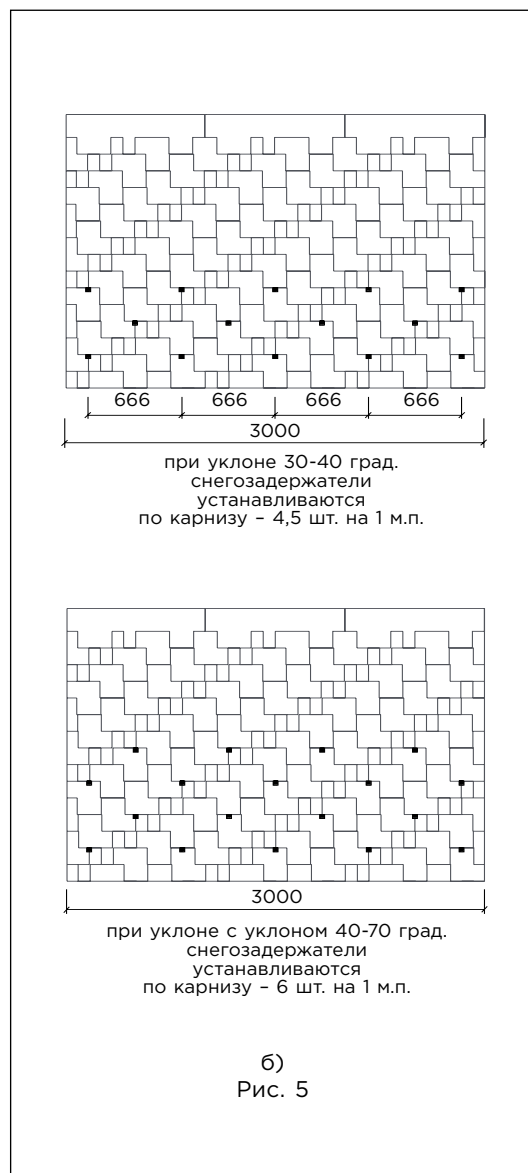 666 666 666 666
3000
при уклоне 30-40 град.
снегозадержатели
устанавливаются
по карнизу – 4,5 шт. на 1 м.п.
3000
при уклоне с уклоном 40-70 град.
снегозадержатели
устанавливаются
по карнизу – 6 шт. на 1 м.п.
б)
Рис. 5